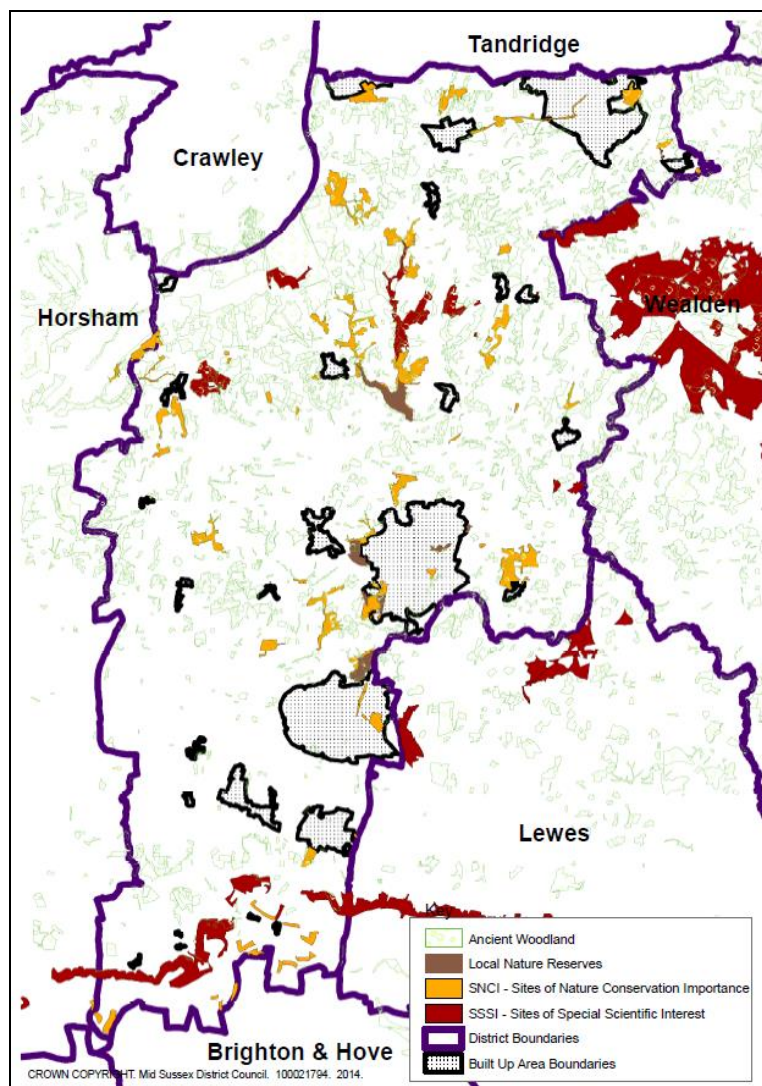 Tandridge
Crawley
Horsham
Wealden
Lewes
Key
Ancient Woodland
Local Nature Reserves
SNCI - Sites of Nature Conservation Importance
SSSI - Sites of Special Scientific Interest
District Boundaries
Built Up Area Boundaries
Brighton & Hove
CROWN COPYRIGHT. Mid Sussex District Council. 100021794. 2014.